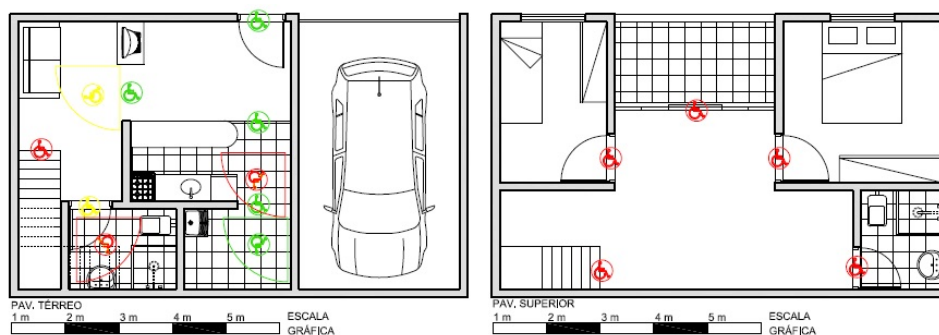 PAV. TÉRREO
1 m 2 m 3 m 4 m 5 m ESCALA
GRÁFICA
PAV. SUPERIOR
1 m 2 m 3 m 4 m 5 m ESCALA
GRÁFICA